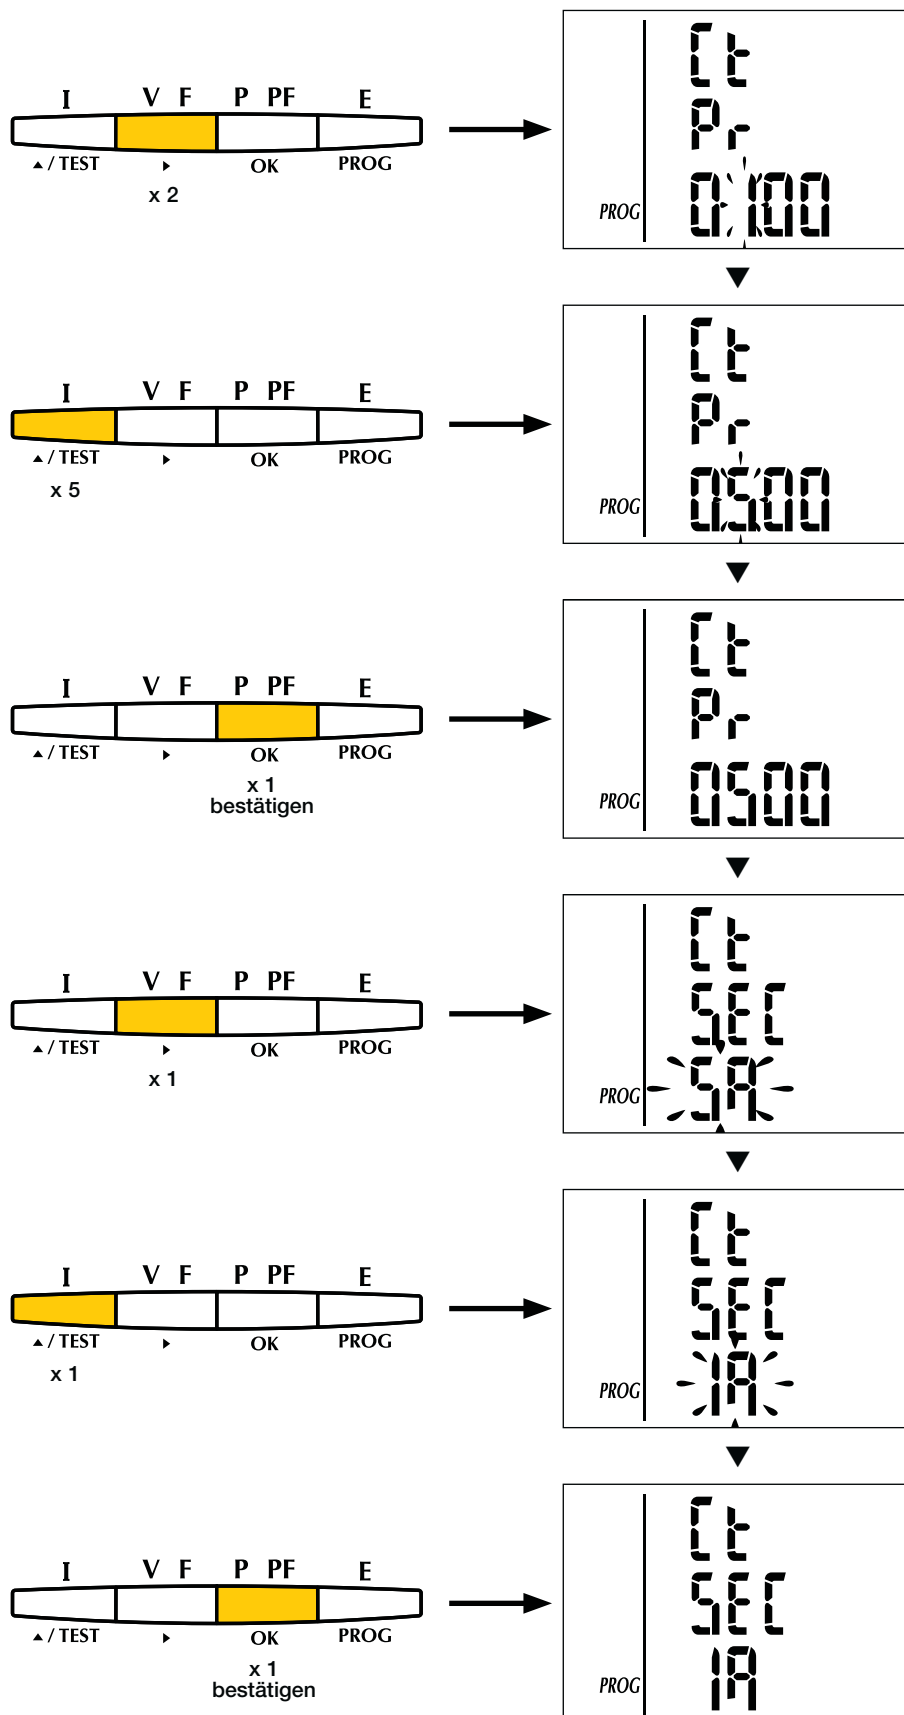 I V F P PF E
▲ / TEST ▶ OK PROG
x 2
Ct
Pr
PROG 0100
I V F P PF E
▲ / TEST ▶ OK PROG
x 5
Ct
Pr
PROG 0500
I V F P PF E
▲ / TEST ▶ OK PROG
x 1
bestätigen
Ct
Pr
PROG 0500
I V F P PF E
▲ / TEST ▶ OK PROG
x 1
Ct
SEC
PROG 5A
I V F P PF E
▲ / TEST ▶ OK PROG
x 1
Ct
SEC
PROG 1A
I V F P PF E
▲ / TEST ▶ OK PROG
x 1
bestätigen
Ct
SEC
PROG 1A